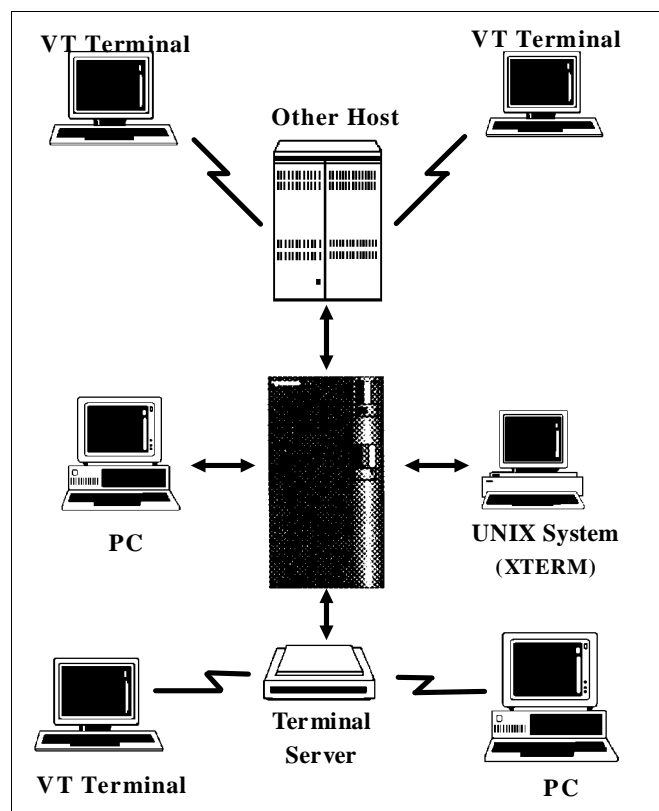 VT Terminal
VT Terminal
Other Host
PC
UNIX System
(XTERM)
Terminal
Server
VT Terminal
PC